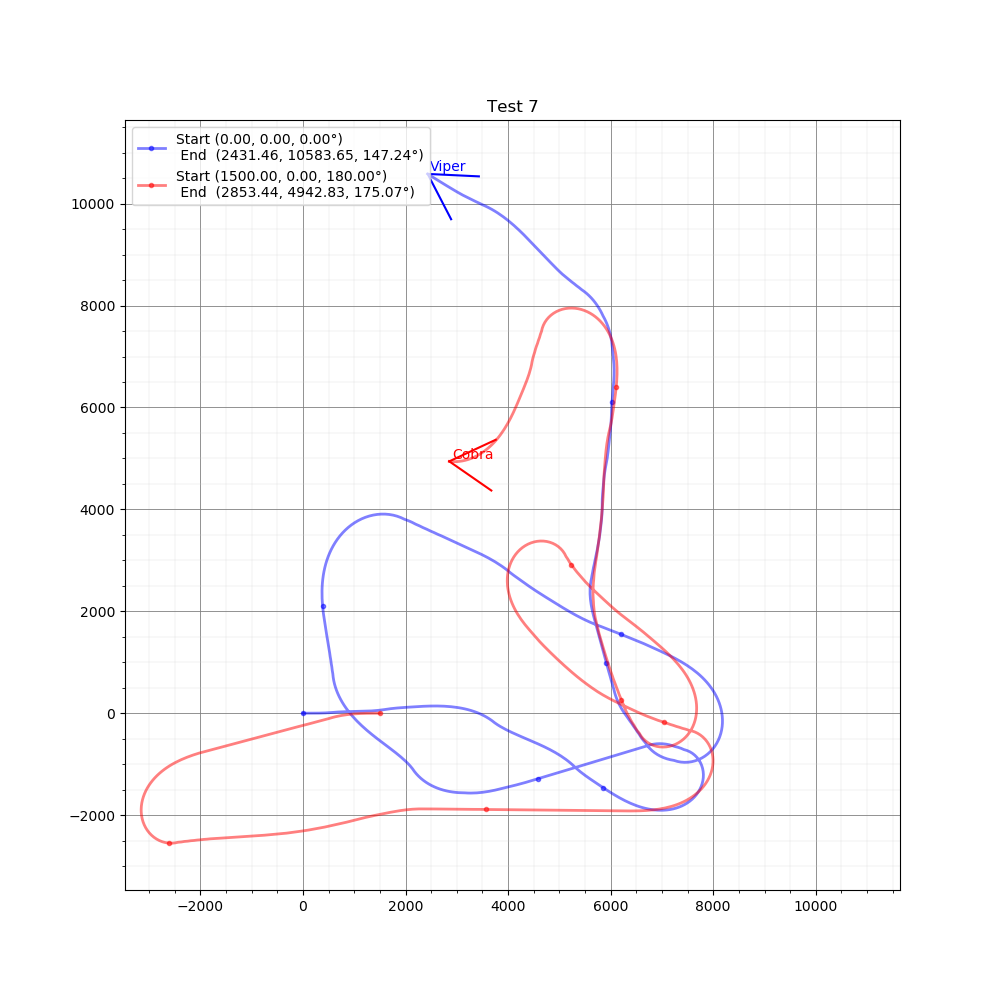 Test 7
Start (0.00, 0.00, 0.00°)
End  (2431.46, 10583.65, 147.24°)
Start (1500.00, 0.00, 180.00°)
End  (2853.44, 4942.83, 175.07°)
Viper
Cobra
10000
8000
6000
4000
2000
0
−2000
−2000 0 2000 4000 6000 8000 10000